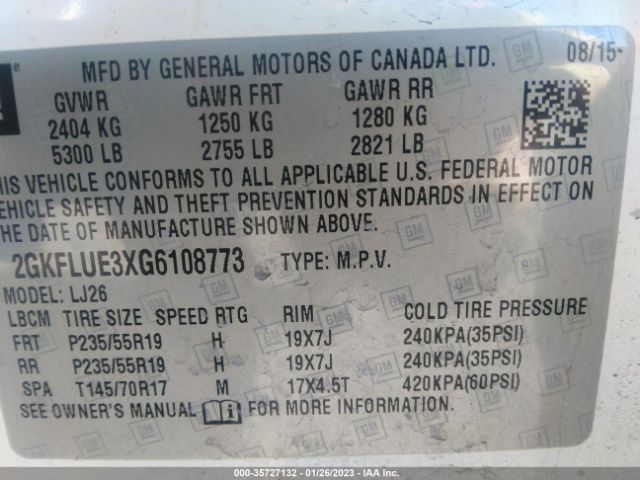 MFD BY GENERAL MOTORS OF CANADA LTD. 08/15
GVWR GAWR FRT GAWR RR
2404 KG 1250 KG 1280 KG
5300 LB 2755 LB 2821 LB
HIS VEHICLE CONFORMS TO ALL APPLICABLE U.S. FEDERAL MOTOR
VEHICLE SAFETY AND THEFT PREVENTION STANDARDS IN EFFECT ON
THE DATE OF MANUFACTURE SHOWN ABOVE.
2GKFLUE3XG6108773 TYPE: M.P.V.
MODEL: LJ26
LBCM TIRE SIZE SPEED RTG RIM COLD TIRE PRESSURE
FRT P235/55R19 H 19X7J 240KPA(35PSI)
RR P235/55R19 H 19X7J 240KPA(35PSI)
SPA T145/70R17 M 17X4.5T 420KPA(60PSI)
SEE OWNER'S MANUAL FOR MORE INFORMATION.
000-35727132 - 01/26/2023 - IAA Inc.